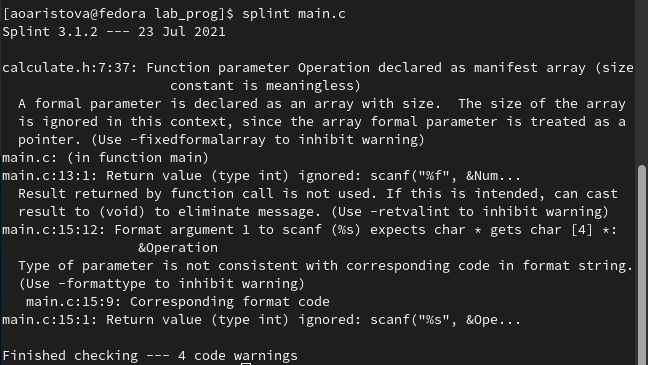 [aoaristova@fedora lab_prog]$ splint main.c
Splint 3.1.2 --- 23 Jul 2021
calculate.h:7:37: Function parameter Operation declared as manifest array (size
constant is meaningless)
A formal parameter is declared as an array with size.  The size of the array
is ignored in this context, since the array formal parameter is treated as a
pointer. (Use -fixedformalarray to inhibit warning)
main.c: (in function main)
main.c:13:1: Return value (type int) ignored: scanf("%f", &Num...
Result returned by function call is not used. If this is intended, can cast
result to (void) to eliminate message. (Use -retvalint to inhibit warning)
main.c:15:12: Format argument 1 to scanf (%s) expects char * gets char [4] *:
&Operation
Type of parameter is not consistent with corresponding code in format string.
(Use -formattype to inhibit warning)
main.c:15:9: Corresponding format code
main.c:15:1: Return value (type int) ignored: scanf("%s", &Ope...
Finished checking --- 4 code warnings